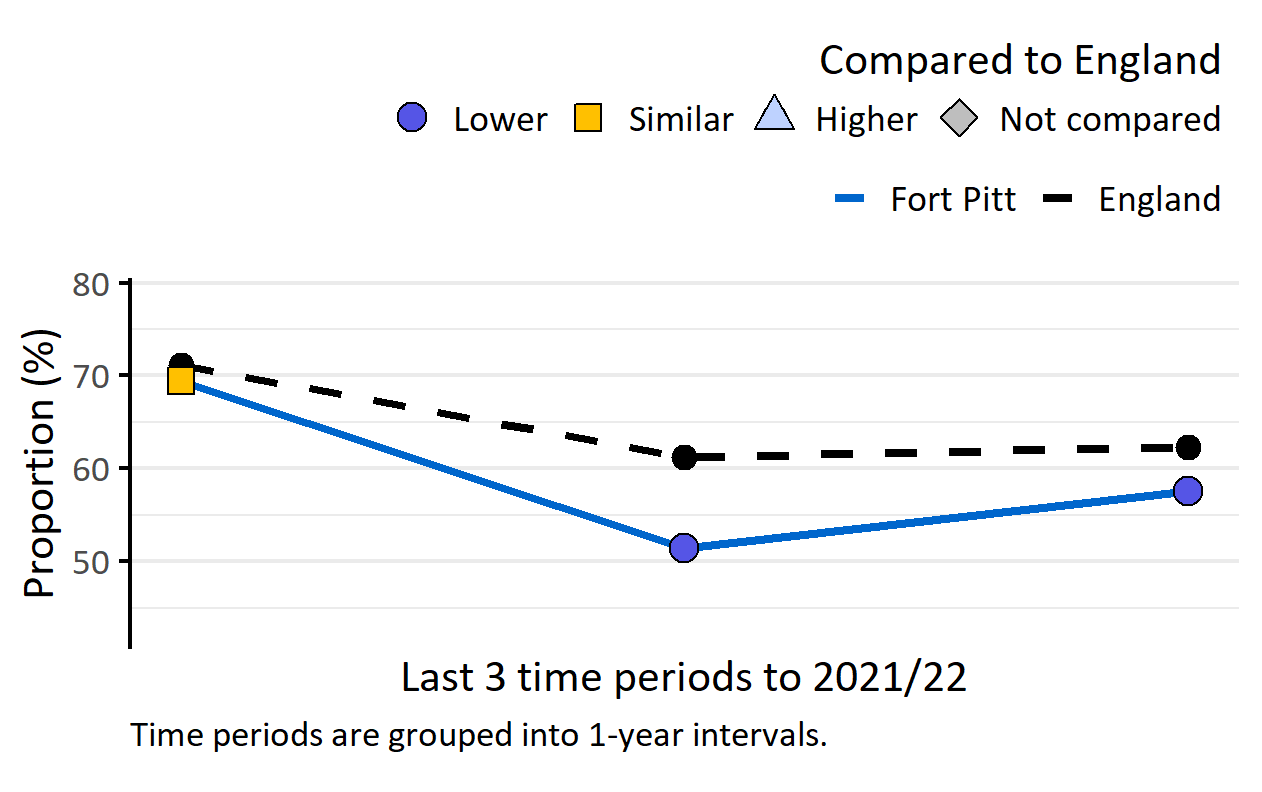 Compared to England
Lower Similar Higher Not compared
Fort Pitt England
80
70
60
50
Proportion (%)
Last 3 time periods to 2021/22
Time periods are grouped into 1-year intervals.